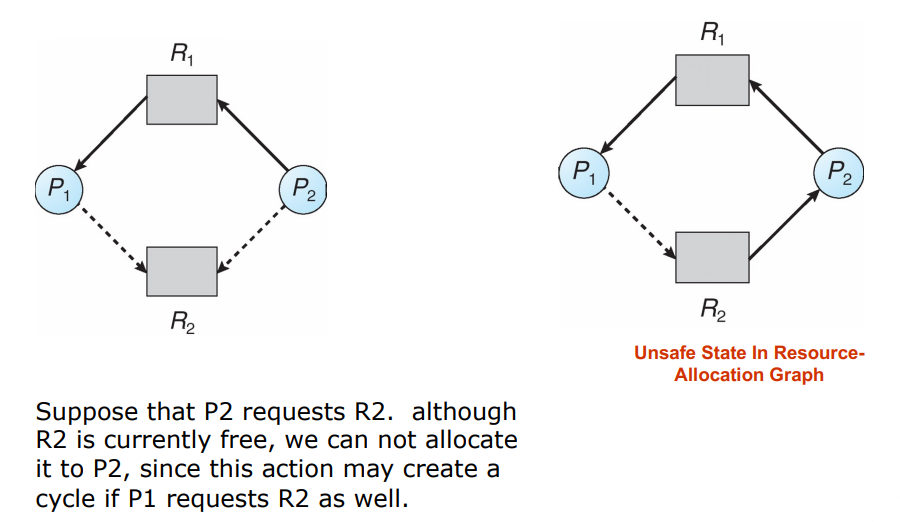 R1
P1
P2
R2
R1
P1
P2
R2
Unsafe State In Resource-
Allocation Graph
Suppose that P2 requests R2.  although
R2 is currently free, we can not allocate
it to P2, since this action may create a
cycle if P1 requests R2 as well.